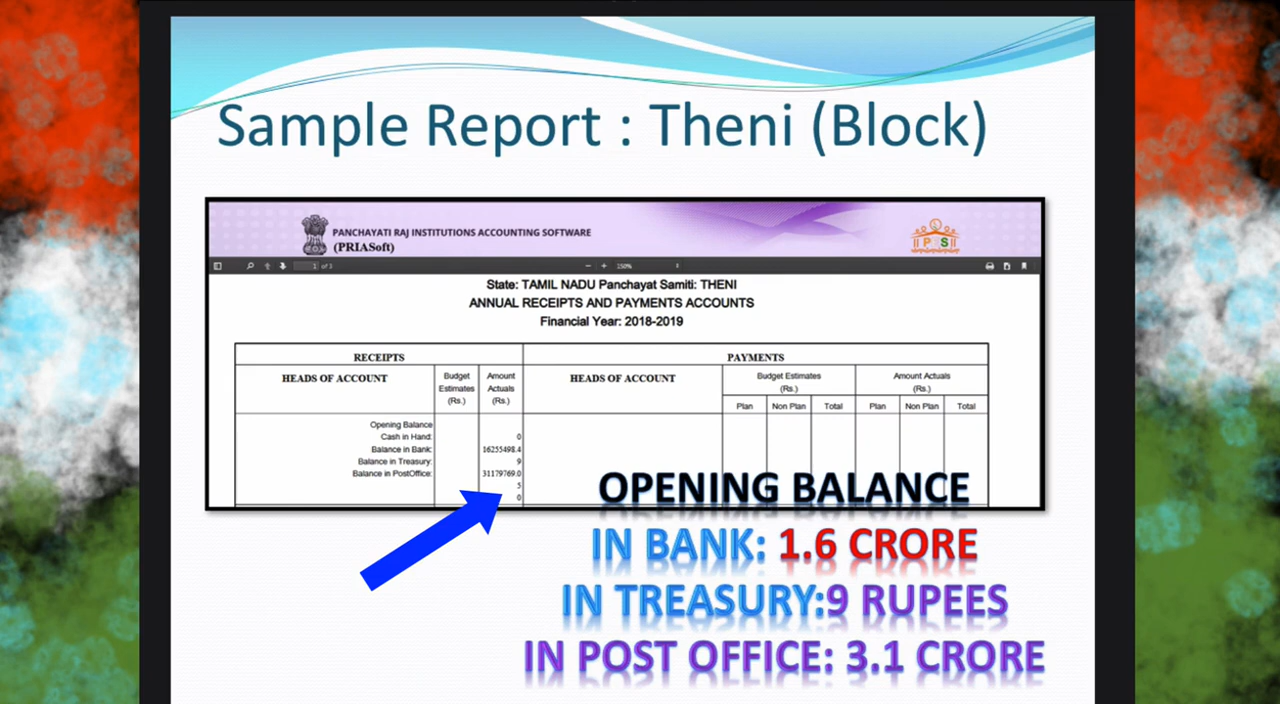 Sample Report : Theni (Block)
PANCHAYATI RAJ INSTITUTIONS ACCOUNTING SOFTWARE
(PRIASoft)
1 of 3
150%
State: TAMIL NADU Panchayat Samiti: THENI
ANNUAL RECEIPTS AND PAYMENTS ACCOUNTS
Financial Year: 2018-2019
RECEIPTS PAYMENTS
HEADS OF ACCOUNT Budget Estimates (Rs.) Amount Actuals (Rs.) HEADS OF ACCOUNT Budget Estimates (Rs.) Amount Actuals (Rs.)
Plan Non Plan Total Plan Non Plan Total
Opening Balance
Cash in Hand: 0
Balance in Bank: 16255498.4
Balance in Treasury: 9
Balance in PostOffice: 31179769.0
5
0
OPENING BALANCE
IN BANK: 1.6 CRORE
IN TREASURY:9 RUPEES
IN POST OFFICE: 3.1 CRORE